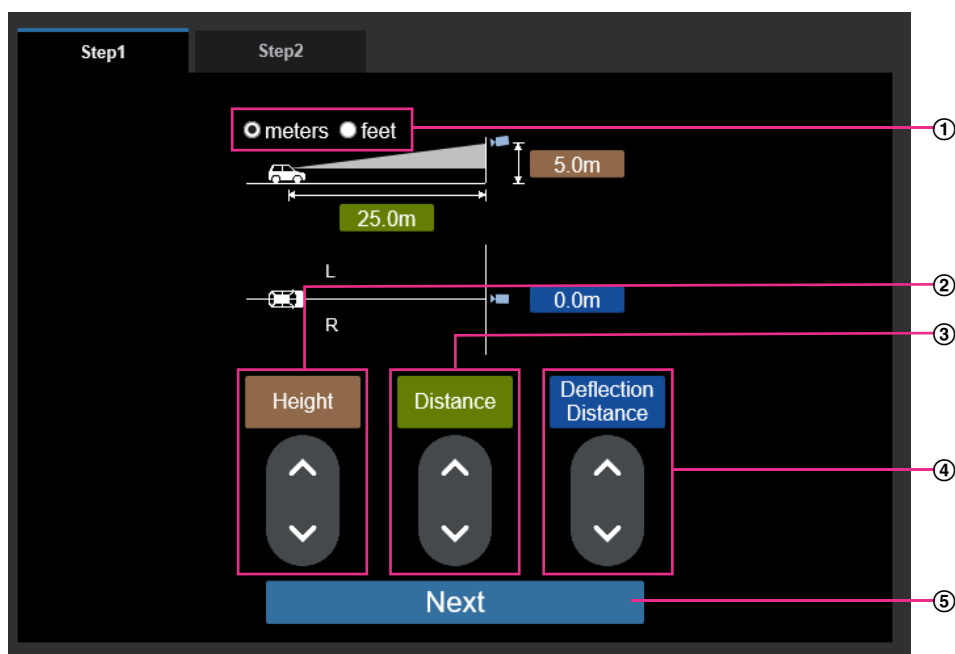 Step1 Step2
meters feet ①
5.0m
25.0m
L ②
0.0m
R ③
Height Distance Deflection
Distance
④
Next ⑤